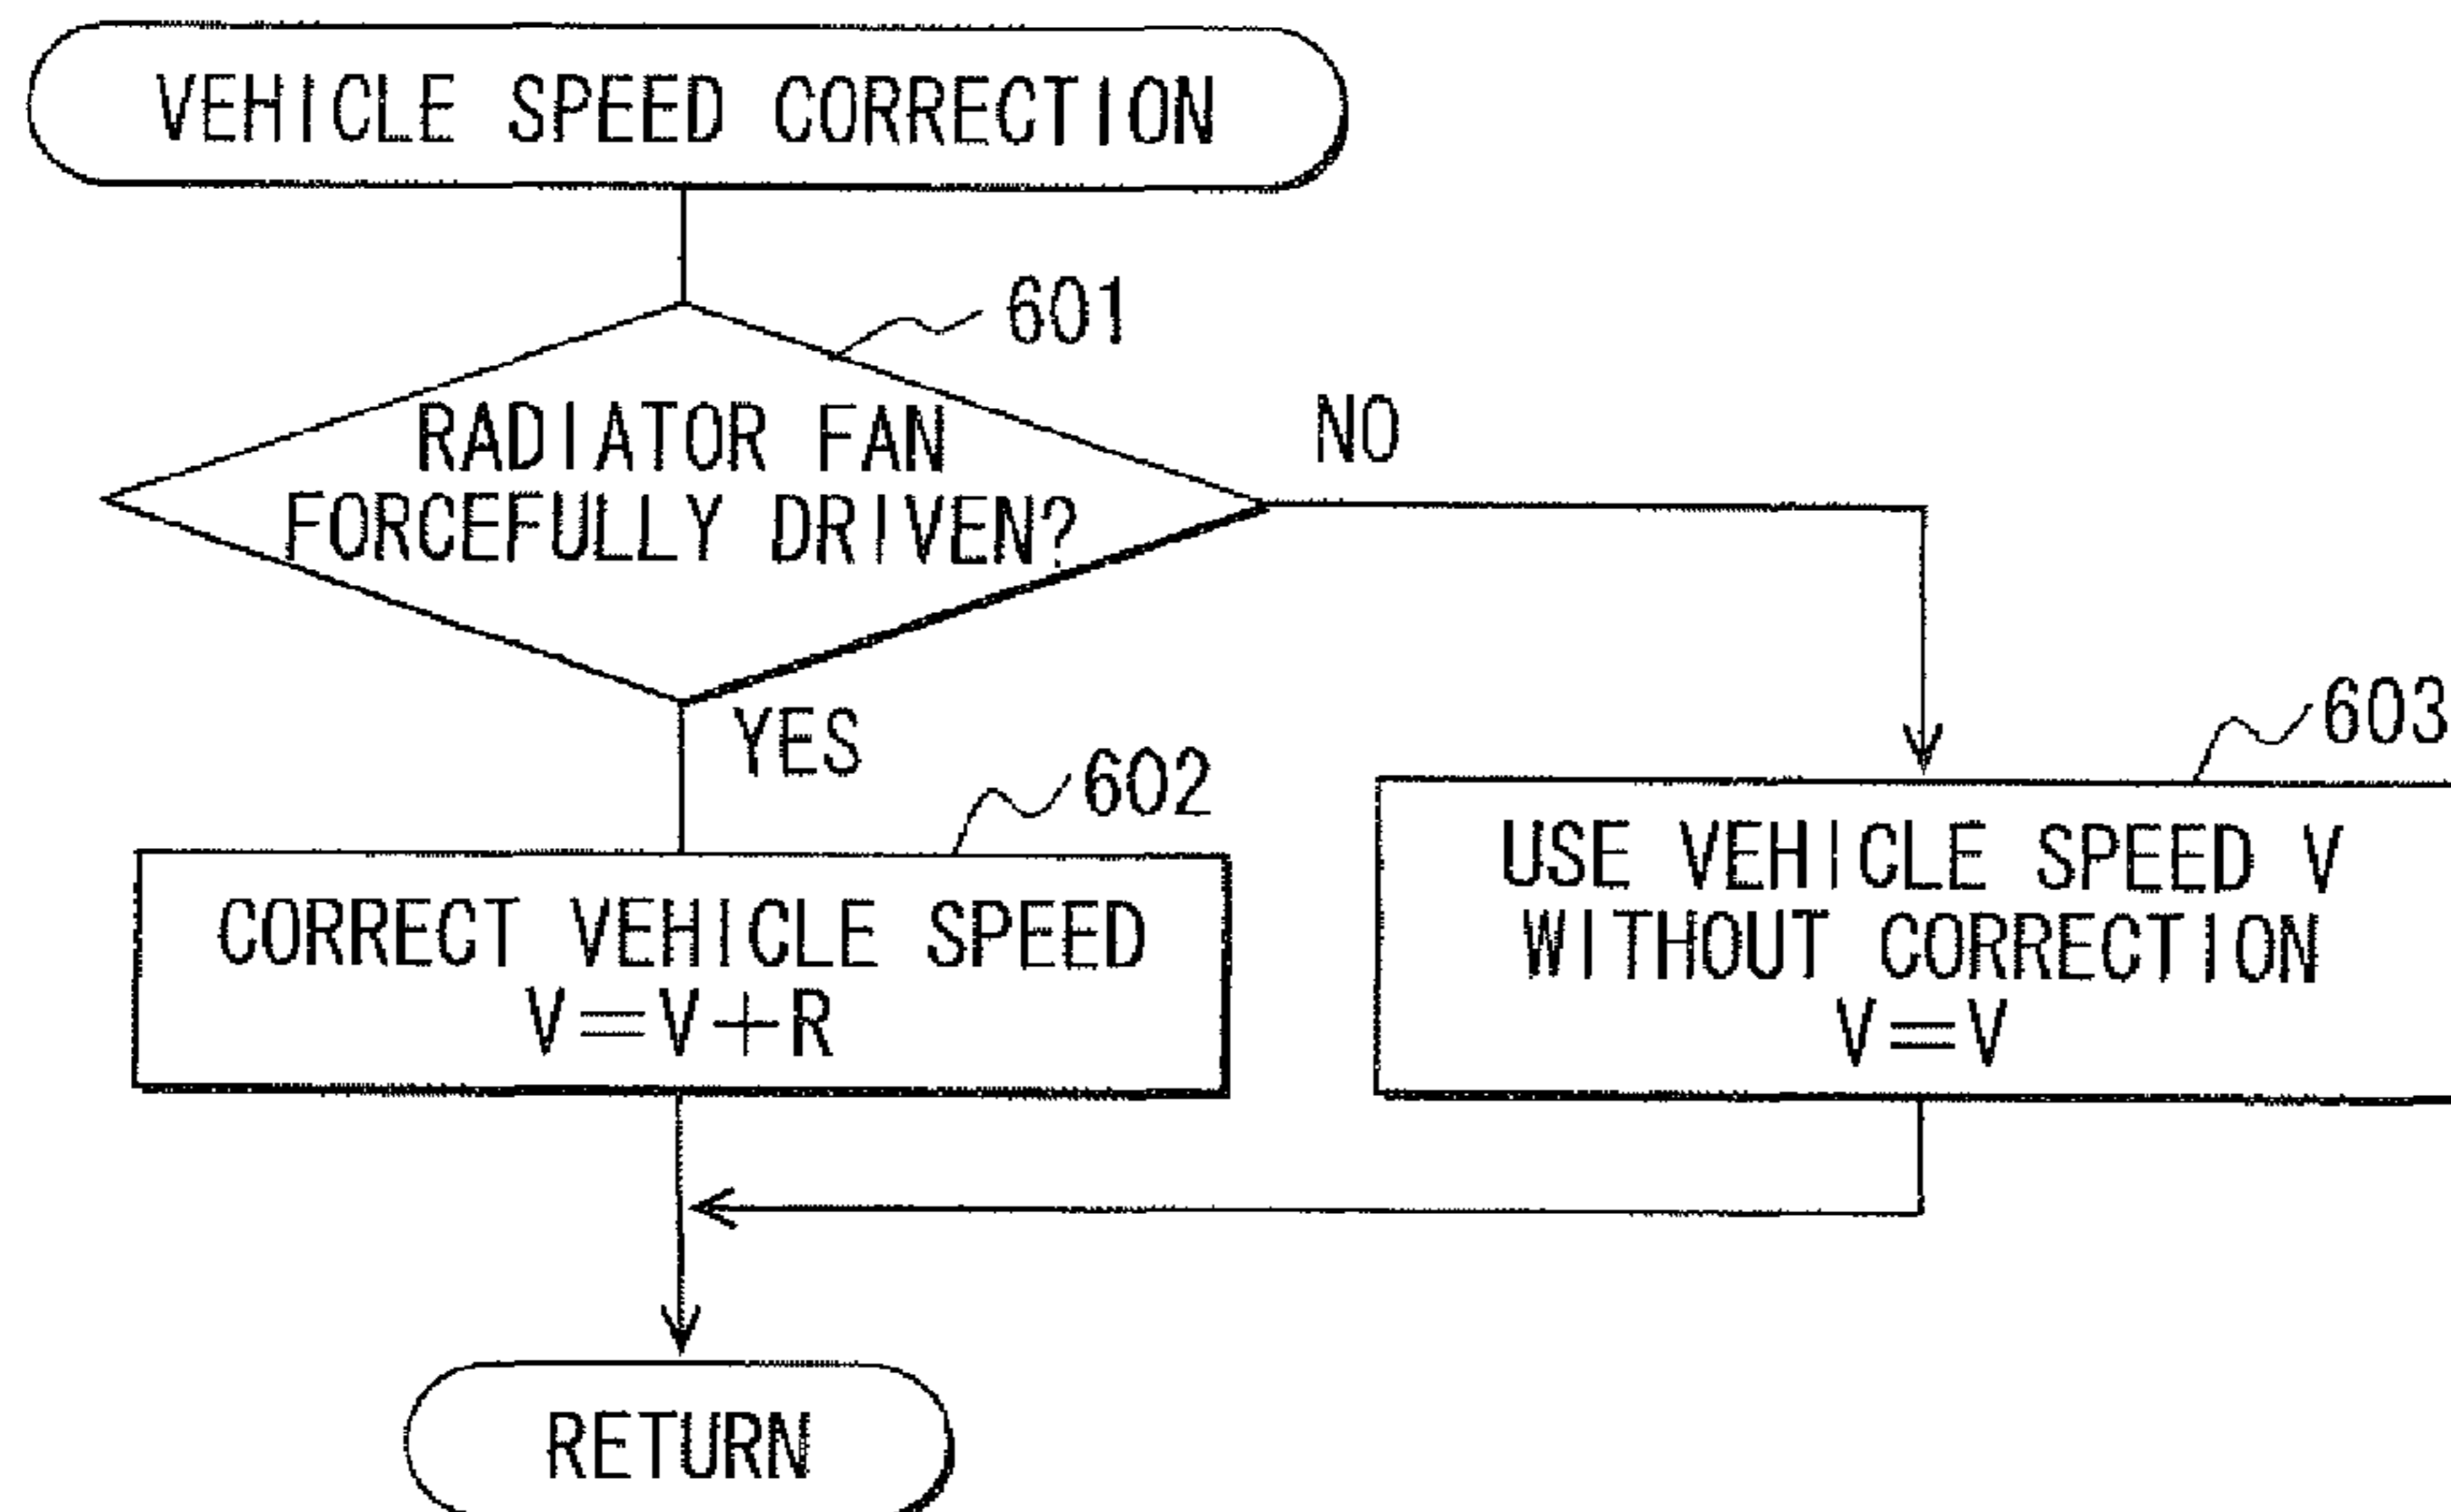 VEHICLE SPEED CORRECTION
601
RADIATOR FAN
FORCEFULLY DRIVEN?
NO
YES
602
603
CORRECT VEHICLE SPEED
V=V+R
USE VEHICLE SPEED V
WITHOUT CORRECTION
V=V
RETURN